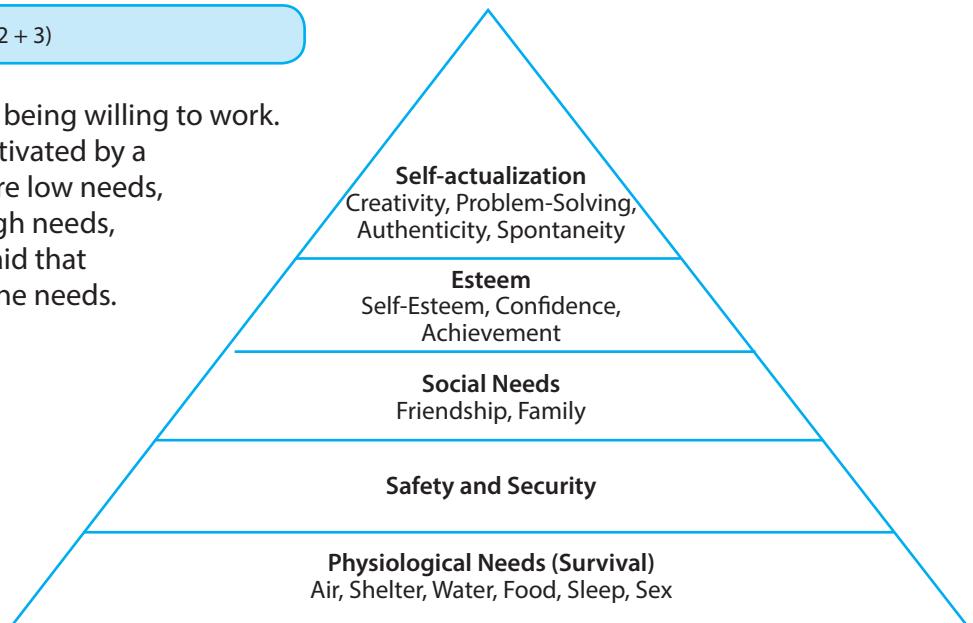 2 + 3)
being willing to work.
tivated by a
re low needs,
gh needs,
aid that
ne needs.
Self-actualization
Creativity, Problem-Solving,
Authenticity, Spontaneity
Esteem
Self-Esteem, Confidence,
Achievement
Social Needs
Friendship, Family
Safety and Security
Physiological Needs (Survival)
Air, Shelter, Water, Food, Sleep, Sex